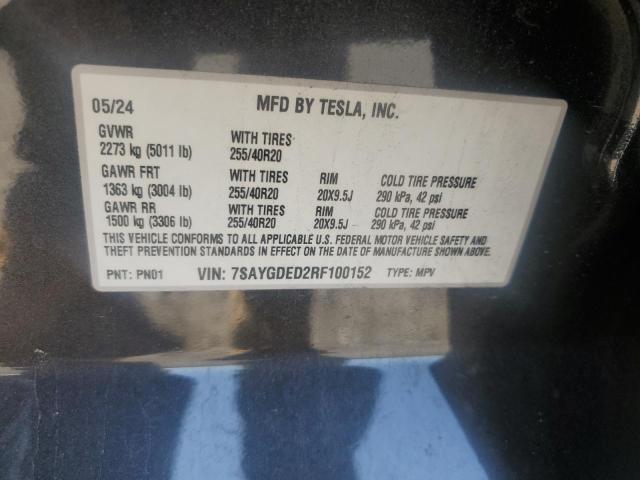 05/24 MFD BY TESLA, INC.
GVWR WITH TIRES
2273 kg (5011 lb) 255/40R20
GAWR FRT WITH TIRES RIM COLD TIRE PRESSURE
1363 kg (3004 lb) 255/40R20 20X9.5J 290 kPa, 42 psi
GAWR RR WITH TIRES RIM COLD TIRE PRESSURE
1500 kg (3306 lb) 255/40R20 20X9.5J 290 kPa, 42 psi
THIS VEHICLE CONFORMS TO ALL APPLICABLE U.S. FEDERAL MOTOR VEHICLE SAFETY AND
THEFT PREVENTION STANDARDS IN EFFECT ON THE DATE OF MANUFACTURE SHOWN ABOVE.
PNT: PN01 VIN: 7SAYGDED2RF100152 TYPE: MPV